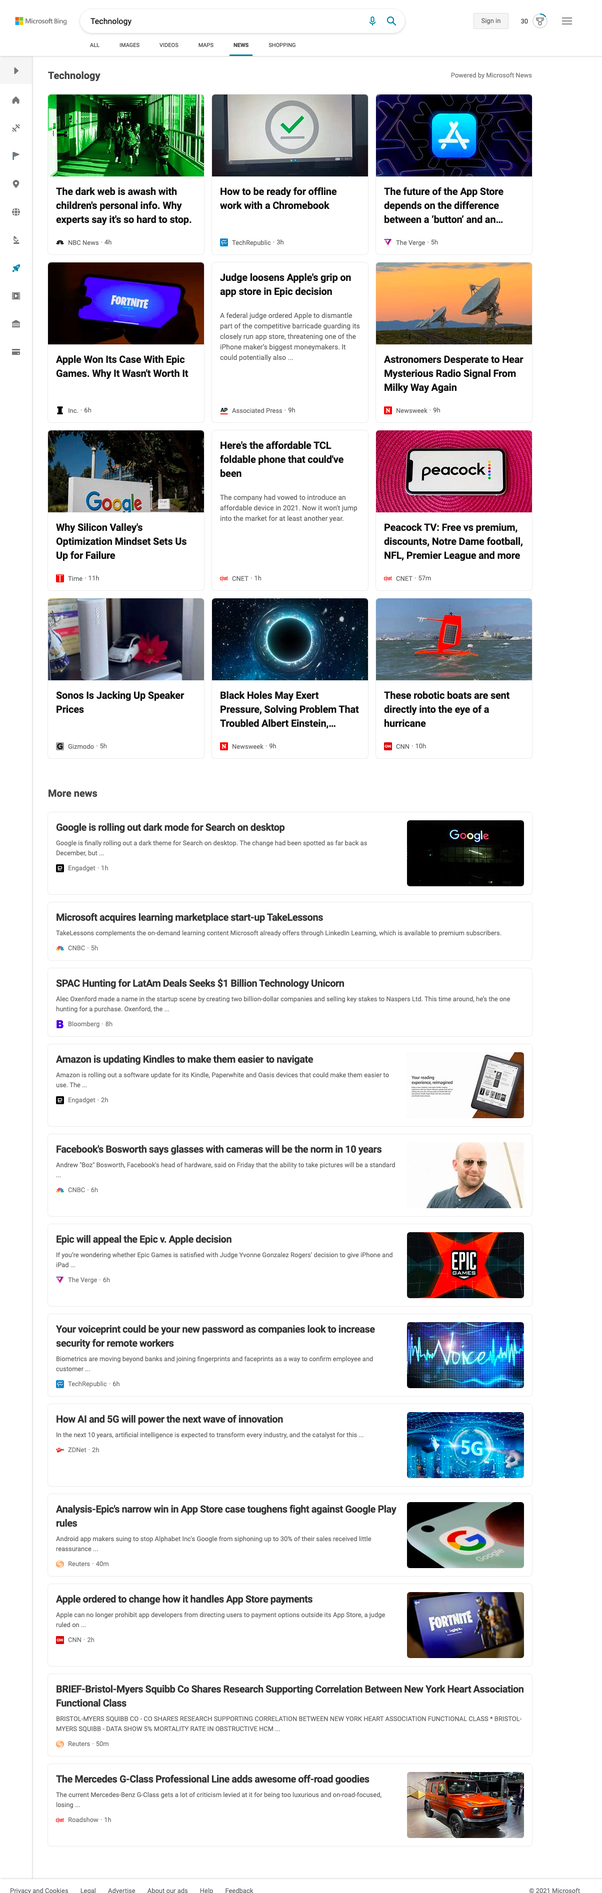 Microsoft Bing
Technology
Sign in
30
ALL
IMAGES
VIDEOS
MAPS
NEWS
SHOPPING
Technology
Powered by Microsoft News
The dark web is awash with
children's personal info. Why
experts say it's so hard to stop.
NBC News · 4h
How to be ready for offline
work with a Chromebook
TechRepublic · 3h
The future of the App Store
depends on the difference
between a 'button' and an...
The Verge · 5h
FORTNITE
Apple Won Its Case With Epic
Games. Why It Wasn't Worth It
Inc. · 6h
Judge loosens Apple's grip on
app store in Epic decision
A federal judge ordered Apple to dismantle
part of the competitive barricade guarding its
closely run app store, threatening one of the
iPhone maker's biggest moneymakers. It
could potentially also ...
AP
Associated Press · 9h
Astronomers Desperate to Hear
Mysterious Radio Signal From
Milky Way Again
N
Newsweek · 9h
Google
Why Silicon Valley's
Optimization Mindset Sets Us
Up for Failure
T
Time · 11h
Here's the affordable TCL
foldable phone that could've
been
The company had vowed to introduce an
affordable device in 2021. Now it won't jump
into the market for at least another year.
CNET · 1h
peacock
Peacock TV: Free vs premium,
discounts, Notre Dame football,
NFL, Premier League and more
CNET · 57m
Sonos Is Jacking Up Speaker
Prices
G
Gizmodo · 5h
Black Holes May Exert
Pressure, Solving Problem That
Troubled Albert Einstein,...
N
Newsweek · 9h
These robotic boats are sent
directly into the eye of a
hurricane
CNN
CNN · 10h
More news
Google is rolling out dark mode for Search on desktop
Google is finally rolling out a dark theme for Search on desktop. The change had been spotted as far back as
December, but ...
Engadget · 1h
Google
Microsoft acquires learning marketplace start-up TakeLessons
TakeLessons complements the on-demand learning content Microsoft already offers through LinkedIn Learning, which is available to premium subscribers.
CNBC · 5h
SPAC Hunting for LatAm Deals Seeks $1 Billion Technology Unicorn
Alec Oxenford made a name in the startup scene by creating two billion-dollar companies and selling key stakes to Naspers Ltd. This time around, he's the one
hunting for a purchase. Oxenford, the ...
B
Bloomberg · 8h
Amazon is updating Kindles to make them easier to navigate
Amazon is rolling out a software update for its Kindle, Paperwhite and Oasis devices that could make them easier to
use. The ...
Engadget · 2h
Your reading
experience, reimagined
Facebook's Bosworth says glasses with cameras will be the norm in 10 years
Andrew "Boz" Bosworth, Facebook's head of hardware, said on Friday that the ability to take pictures will be a standard
...
CNBC · 6h
Epic will appeal the Epic v. Apple decision
If you're wondering whether Epic Games is satisfied with Judge Yvonne Gonzalez Rogers' decision to give iPhone and
iPad ...
The Verge · 6h
EPIC
GAMES
Your voiceprint could be your new password as companies look to increase
security for remote workers
Biometrics are moving beyond banks and joining fingerprints and faceprints as a way to confirm employee and
customer ...
TechRepublic · 6h
Voice
How AI and 5G will power the next wave of innovation
In the next 10 years, artificial intelligence is expected to transform every industry, and the catalyst for this ...
ZDNet · 2h
5G
Analysis-Epic's narrow win in App Store case toughens fight against Google Play
rules
Android app makers suing to stop Alphabet Inc's Google from siphoning up to 30% of their sales received little
reassurance ...
Reuters · 40m
Google
Apple ordered to change how it handles App Store payments
Apple can no longer prohibit app developers from directing users to payment options outside its App Store, a judge
ruled on ...
CNN
CNN · 2h
FORTNITE
BRIEF-Bristol-Myers Squibb Co Shares Research Supporting Correlation Between New York Heart Association
Functional Class
BRISTOL-MYERS SQUIBB CO - CO SHARES RESEARCH SUPPORTING CORRELATION BETWEEN NEW YORK HEART ASSOCIATION FUNCTIONAL CLASS * BRISTOL-
MYERS SQUIBB - DATA SHOW 5% MORTALITY RATE IN OBSTRUCTIVE HCM ...
Reuters · 50m
The Mercedes G-Class Professional Line adds awesome off-road goodies
The current Mercedes-Benz G-Class gets a lot of criticism levied at it for being too luxurious and on-road-focused,
losing ...
Roadshow · 1h
Privacy and Cookies
Legal
Advertise
About our ads
Help
Feedback
© 2021 Microsoft